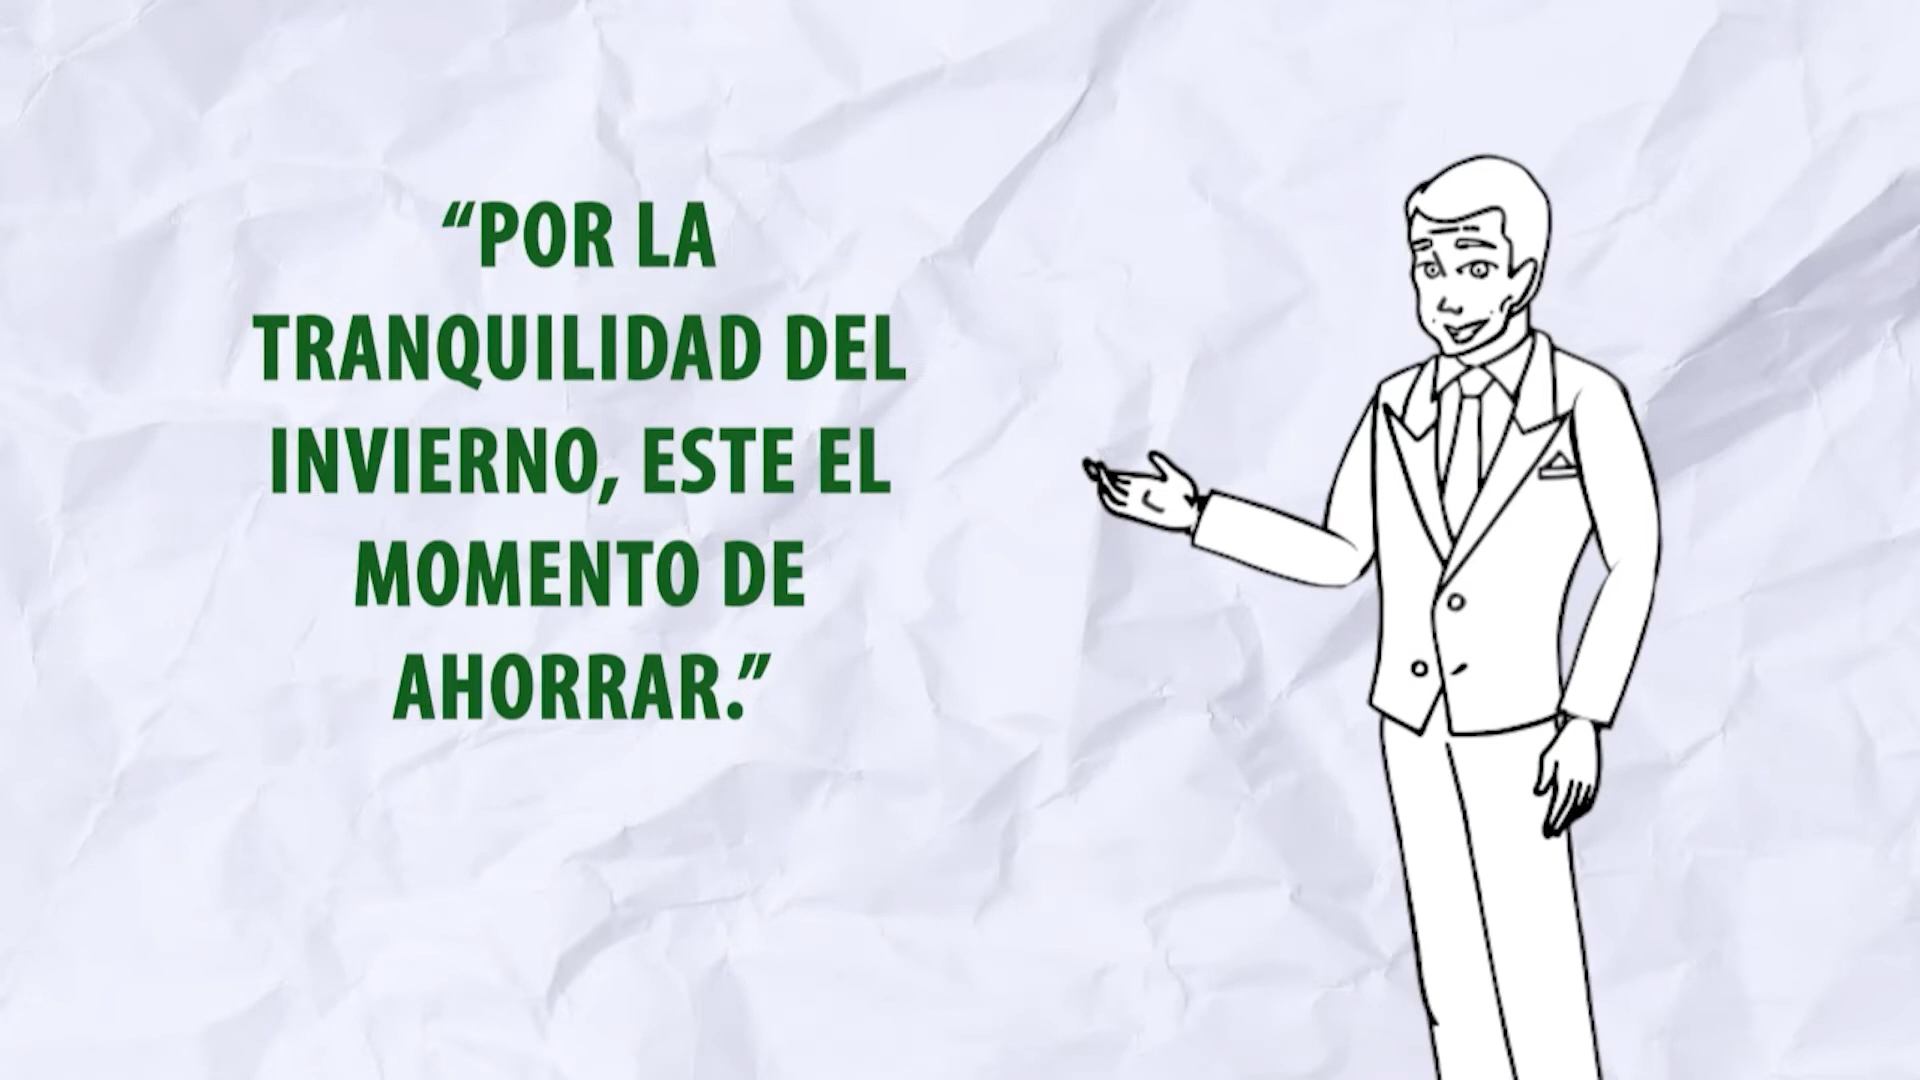 “POR LA
TRANQUILIDAD DEL
INVIERNO, ESTE EL
MOMENTO DE
AHORRAR.”